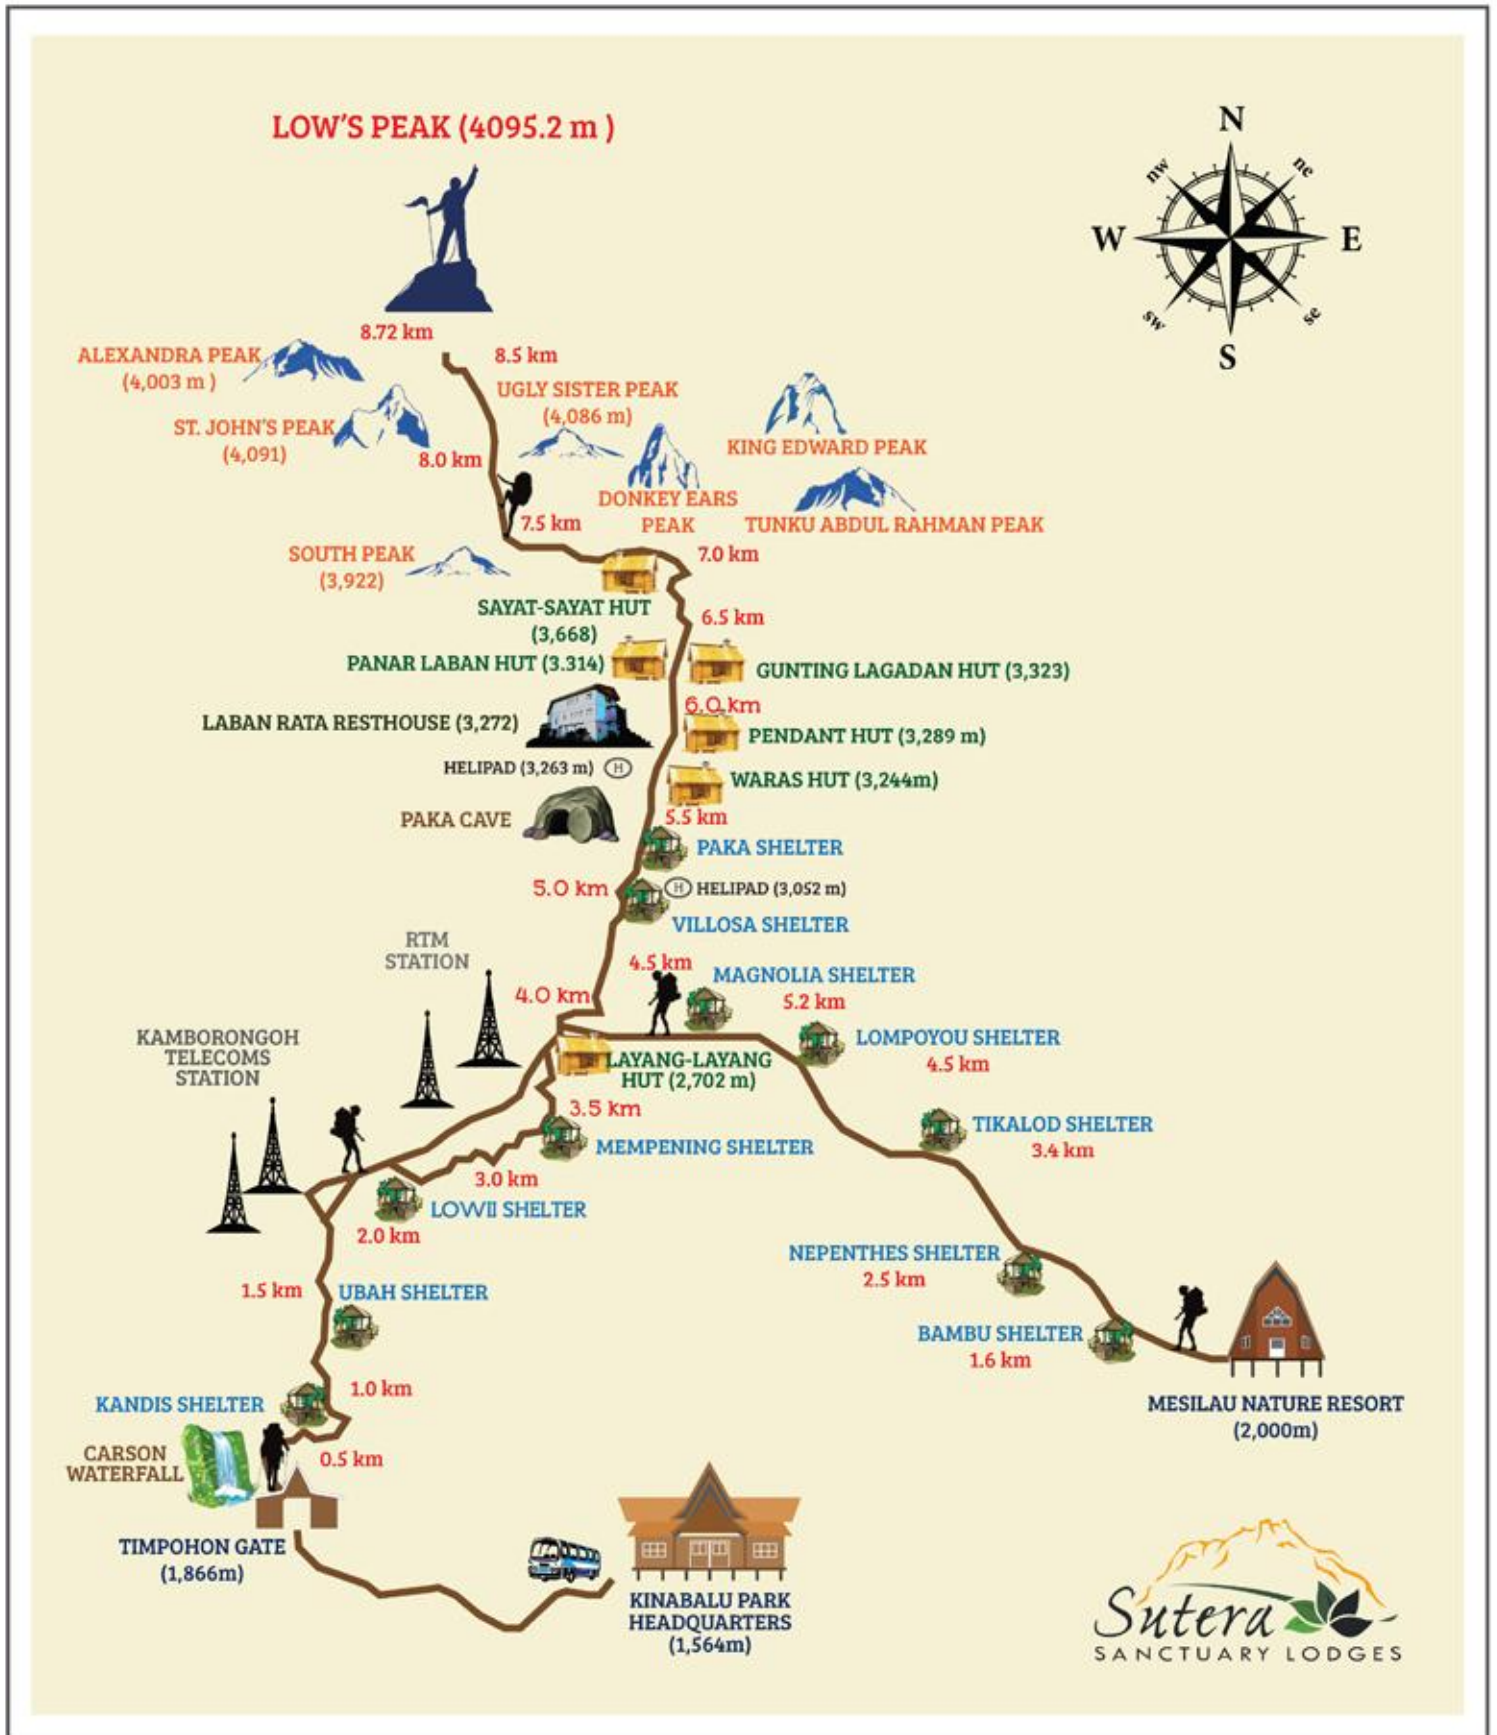 LOW'S PEAK (4095.2 m )
N
nw
ne
W
E
sw
se
S
8.72 km
8.5 km
ALEXANDRA PEAK
(4,003 m )
UGLY SISTER PEAK
(4,086 m)
ST. JOHN'S PEAK
(4,091)
KING EDWARD PEAK
8.0 km
DONKEY EARS
PEAK
TUNKU ABDUL RAHMAN PEAK
7.5 km
SOUTH PEAK
(3,922)
7.0 km
SAYAT-SAYAT HUT
(3,668)
6.5 km
PANAR LABAN HUT (3.314)
GUNTING LAGADAN HUT (3,323)
6.0 km
LABAN RATA RESTHOUSE (3,272)
PENDANT HUT (3,289 m)
HELIPAD (3,263 m) H
WARAS HUT (3,244m)
5.5 km
PAKA CAVE
PAKA SHELTER
5.0 km
H HELIPAD (3,052 m)
VILLOSA SHELTER
RTM
STATION
4.5 km
MAGNOLIA SHELTER
5.2 km
4.0 km
KAMBORONGOH
TELECOMS
STATION
LOMPOYOU SHELTER
4.5 km
LAYANG-LAYANG
HUT (2,702 m)
3.5 km
TIKALOD SHELTER
3.4 km
MEMPENING SHELTER
3.0 km
LOWII SHELTER
2.0 km
NEPENTHES SHELTER
2.5 km
1.5 km
UBAH SHELTER
BAMBU SHELTER
1.6 km
KANDIS SHELTER
1.0 km
MESILAU NATURE RESORT
(2,000m)
CARSON
WATERFALL
0.5 km
TIMPOHON GATE
(1,866m)
KINABALU PARK
HEADQUARTERS
(1,564m)
Sutera
SANCTUARY LODGES